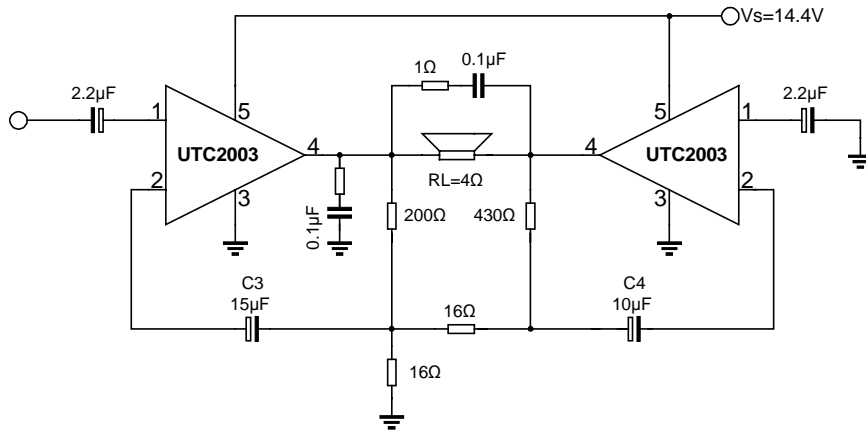 Vs=14.4V
2.2μF
1
5
UTC2003
4
2
3
0.1μF
1Ω
0.1μF
RL=4Ω
200Ω
430Ω
4
5
UTC2003
1
2.2μF
2
3
C3
15μF
16Ω
C4
10μF
16Ω